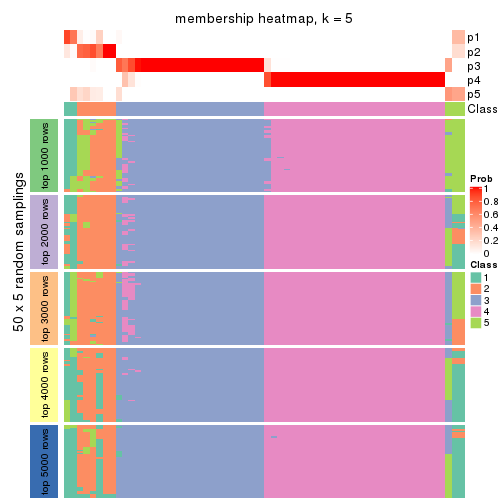 membership heatmap, k = 5
p1
p2
p3
p4
p5
Class
50 x 5 random samplings
top 1000 rows
top 2000 rows
top 3000 rows
top 4000 rows
top 5000 rows
Prob
1
0.8
0.6
0.4
0.2
0
Class
1
2
3
4
5